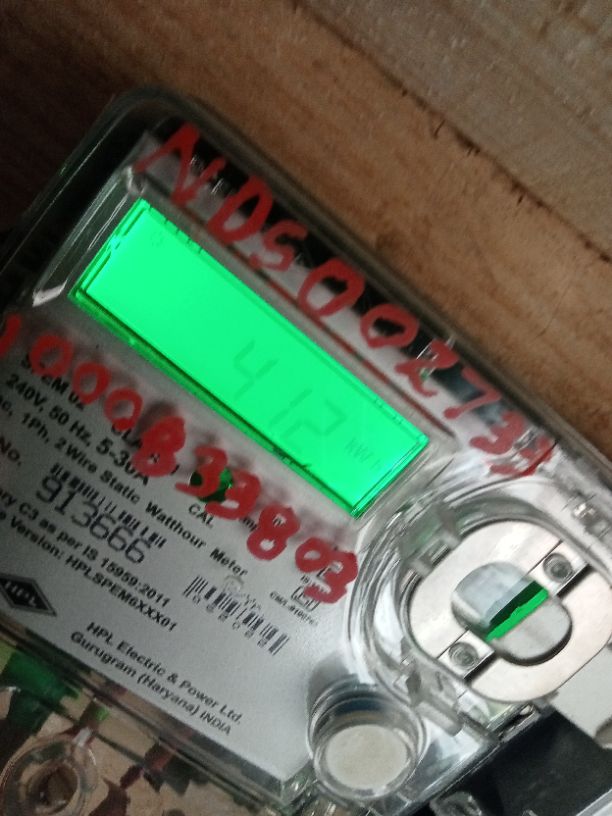 NDS002733
412 kWh
1000833803
240V, 50 Hz, 5-30A
1Ph, 2 Wire Static Watthour Meter
CAL
No.
913666
C3 as per IS 15959:2011
Version: HPLSPEM6XXX01
HPL Electric & Power Ltd.
Gurugram (Haryana) INDIA